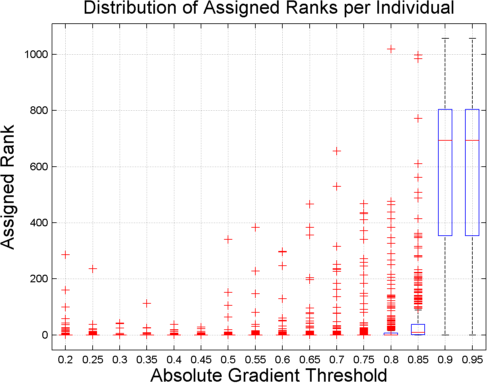 Distribution of Assigned Ranks per Individual
1000
800
600
400
200
0
Assigned Rank
0.2 0.25 0.3 0.35 0.4 0.45 0.5 0.55 0.6 0.65 0.7 0.75 0.8 0.85 0.9 0.95
Absolute Gradient Threshold